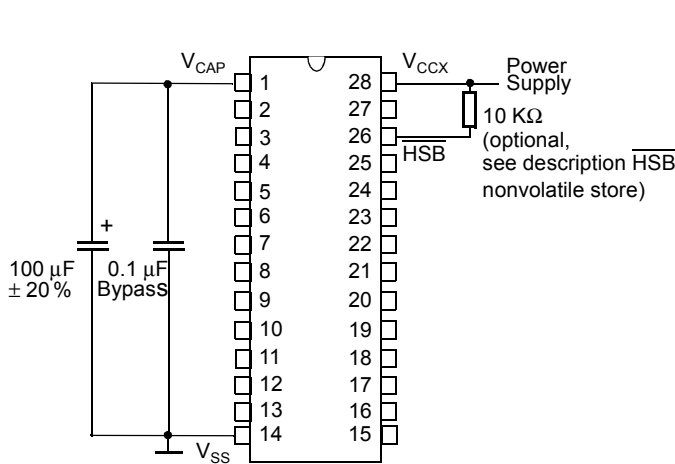 VCAP
VCCX
Power
Supply
1
28
2
27
3
26
HSB
4
25
5
24
6
23
7
22
8
21
9
20
10
19
11
18
12
17
13
16
14
15
10 KΩ
(optional,
see description HSB
nonvolatile store)
+
100 µF
± 20%
0.1 µF
Bypass
VSS